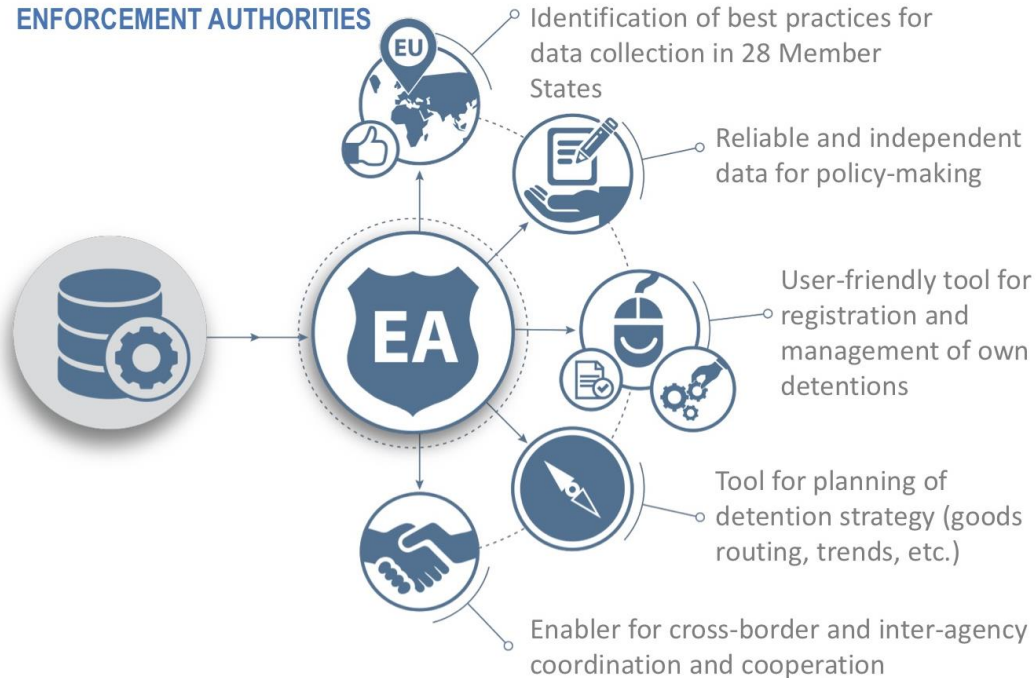 ENFORCEMENT AUTHORITIES
EU
Identification of best practices for
data collection in 28 Member
States
Reliable and independent
data for policy-making
EA
User-friendly tool for
registration and
management of own
detentions
Tool for planning of
detention strategy (goods
routing, trends, etc.)
Enabler for cross-border and inter-agency
coordination and cooperation